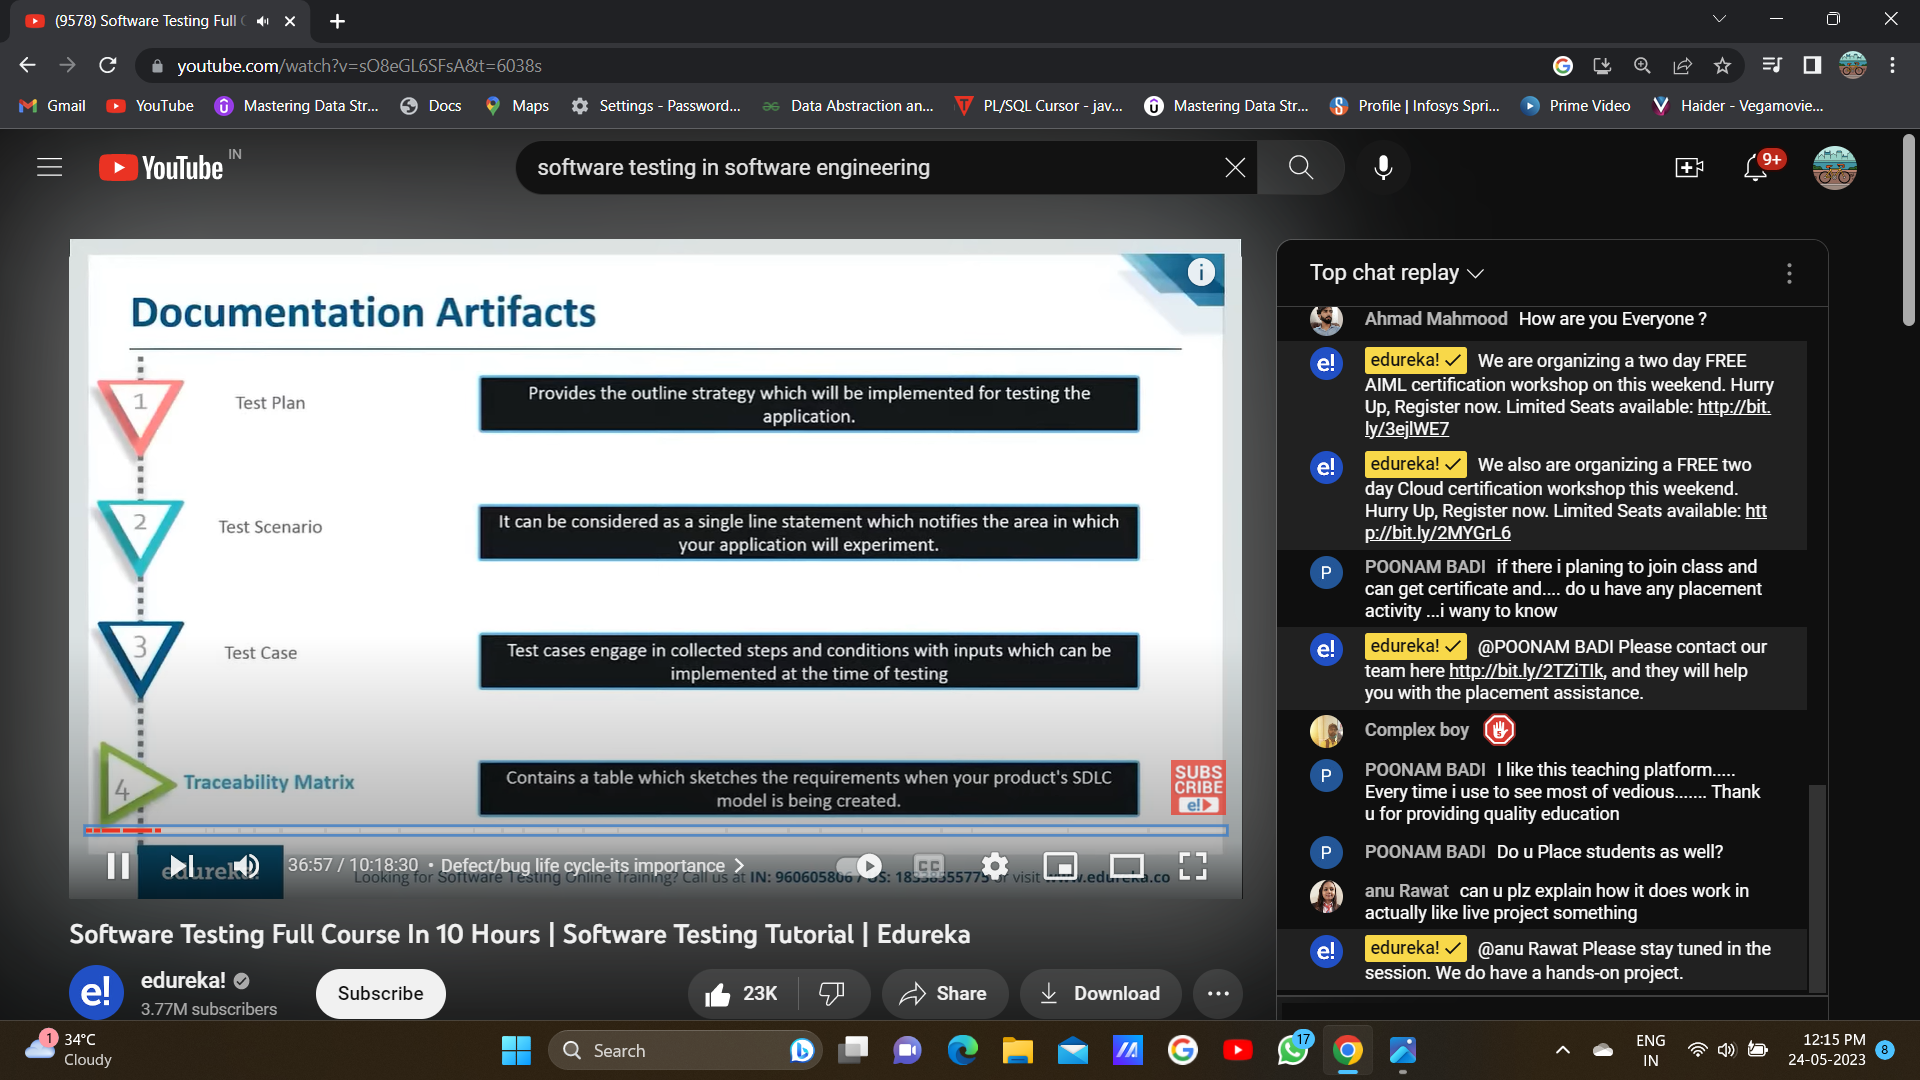 (9578) Software Testing Full
youtube.com/watch?v=sO8eGL6SFsA&t=6038s
Gmail
YouTube
Mastering Data Str...
Docs
Maps
Settings - Password...
Data Abstraction an...
PL/SQL Cursor - jav...
Mastering Data Str...
Profile | Infosys Spri...
Prime Video
Haider - Vegamovie...
YouTube IN
software testing in software engineering
9+
Documentation Artifacts
1
Test Plan
Provides the outline strategy which will be implemented for testing the
application.
2
Test Scenario
It can be considered as a single line statement which notifies the area in which
your application will experiment.
3
Test Case
Test cases engage in collected steps and conditions with inputs which can be
implemented at the time of testing
4
Traceability Matrix
Contains a table which sketches the requirements when your product's SDLC
model is being created.
SUBS
CRIBE
e!
edureka!
36:57 / 10:18:30 • Defect/bug life cycle-its importance
CC
Looking for Software Testing Online Training? Call us at IN: 960605806 / US: 18338555775 or visit www.edureka.co
Software Testing Full Course In 10 Hours | Software Testing Tutorial | Edureka
e!
edureka!
3.77M subscribers
Subscribe
23K
Share
Download
Top chat replay
Ahmad Mahmood How are you Everyone ?
e! edureka! We are organizing a two day FREE
AIML certification workshop on this weekend. Hurry
Up, Register now. Limited Seats available: http://bit.
ly/3ejlWE7
e! edureka! We also are organizing a FREE two
day Cloud certification workshop this weekend.
Hurry Up, Register now. Limited Seats available: htt
p://bit.ly/2MYGrL6
P POONAM BADI if there i planing to join class and
can get certificate and.... do u have any placement
activity ...i wany to know
e! edureka! @POONAM BADI Please contact our
team here http://bit.ly/2TZiTIk, and they will help
you with the placement assistance.
Complex boy
P POONAM BADI I like this teaching platform.....
Every time i use to see most of vedious....... Thank
u for providing quality education
P POONAM BADI Do u Place students as well?
anu Rawat can u plz explain how it does work in
actually like live project something
e! edureka! @anu Rawat Please stay tuned in the
session. We do have a hands-on project.
1
34°C
Cloudy
Search
17
ENG
IN
12:15 PM
24-05-2023
8